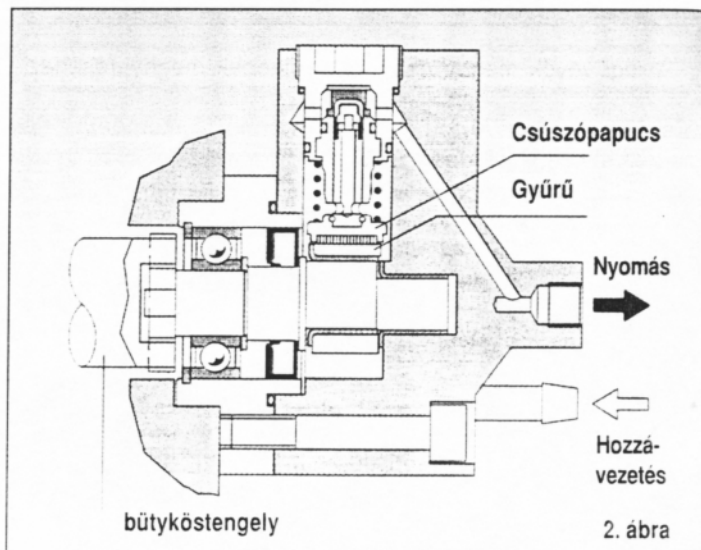 Csúszópapucs
Gyűrű
Nyomás
Hozzá-
vezetés
bütyköstengely
2. ábra